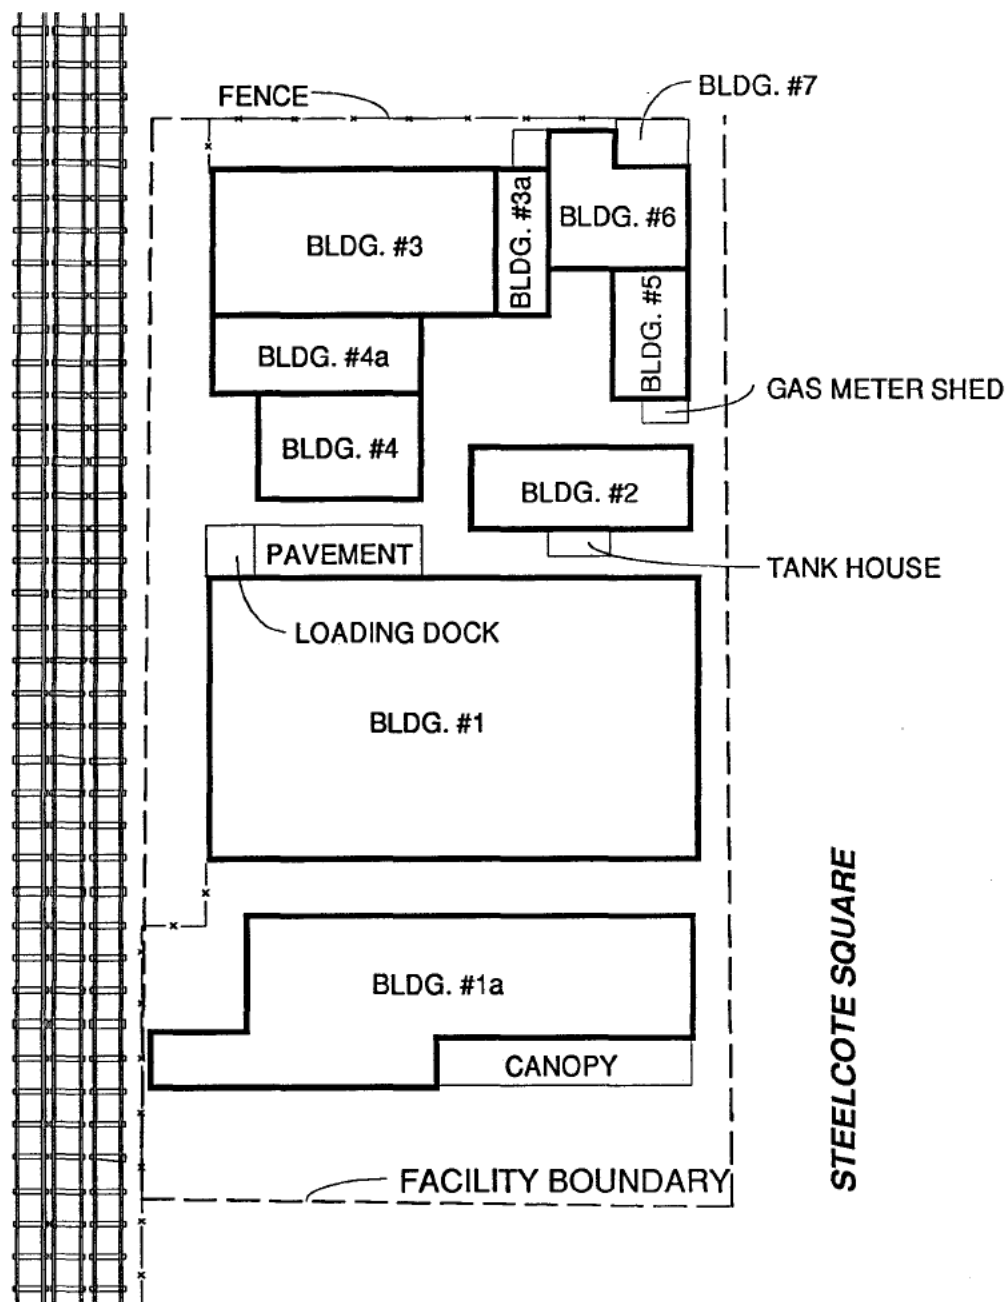 BLDG. #7
FENCE
BLDG. #3
BLDG. #3a
BLDG. #6
BLDG. #5
BLDG. #4a
GAS METER SHED
BLDG. #4
BLDG. #2
PAVEMENT
TANK HOUSE
LOADING DOCK
BLDG. #1
STEELCOTE SQUARE
BLDG. #1a
CANOPY
FACILITY BOUNDARY